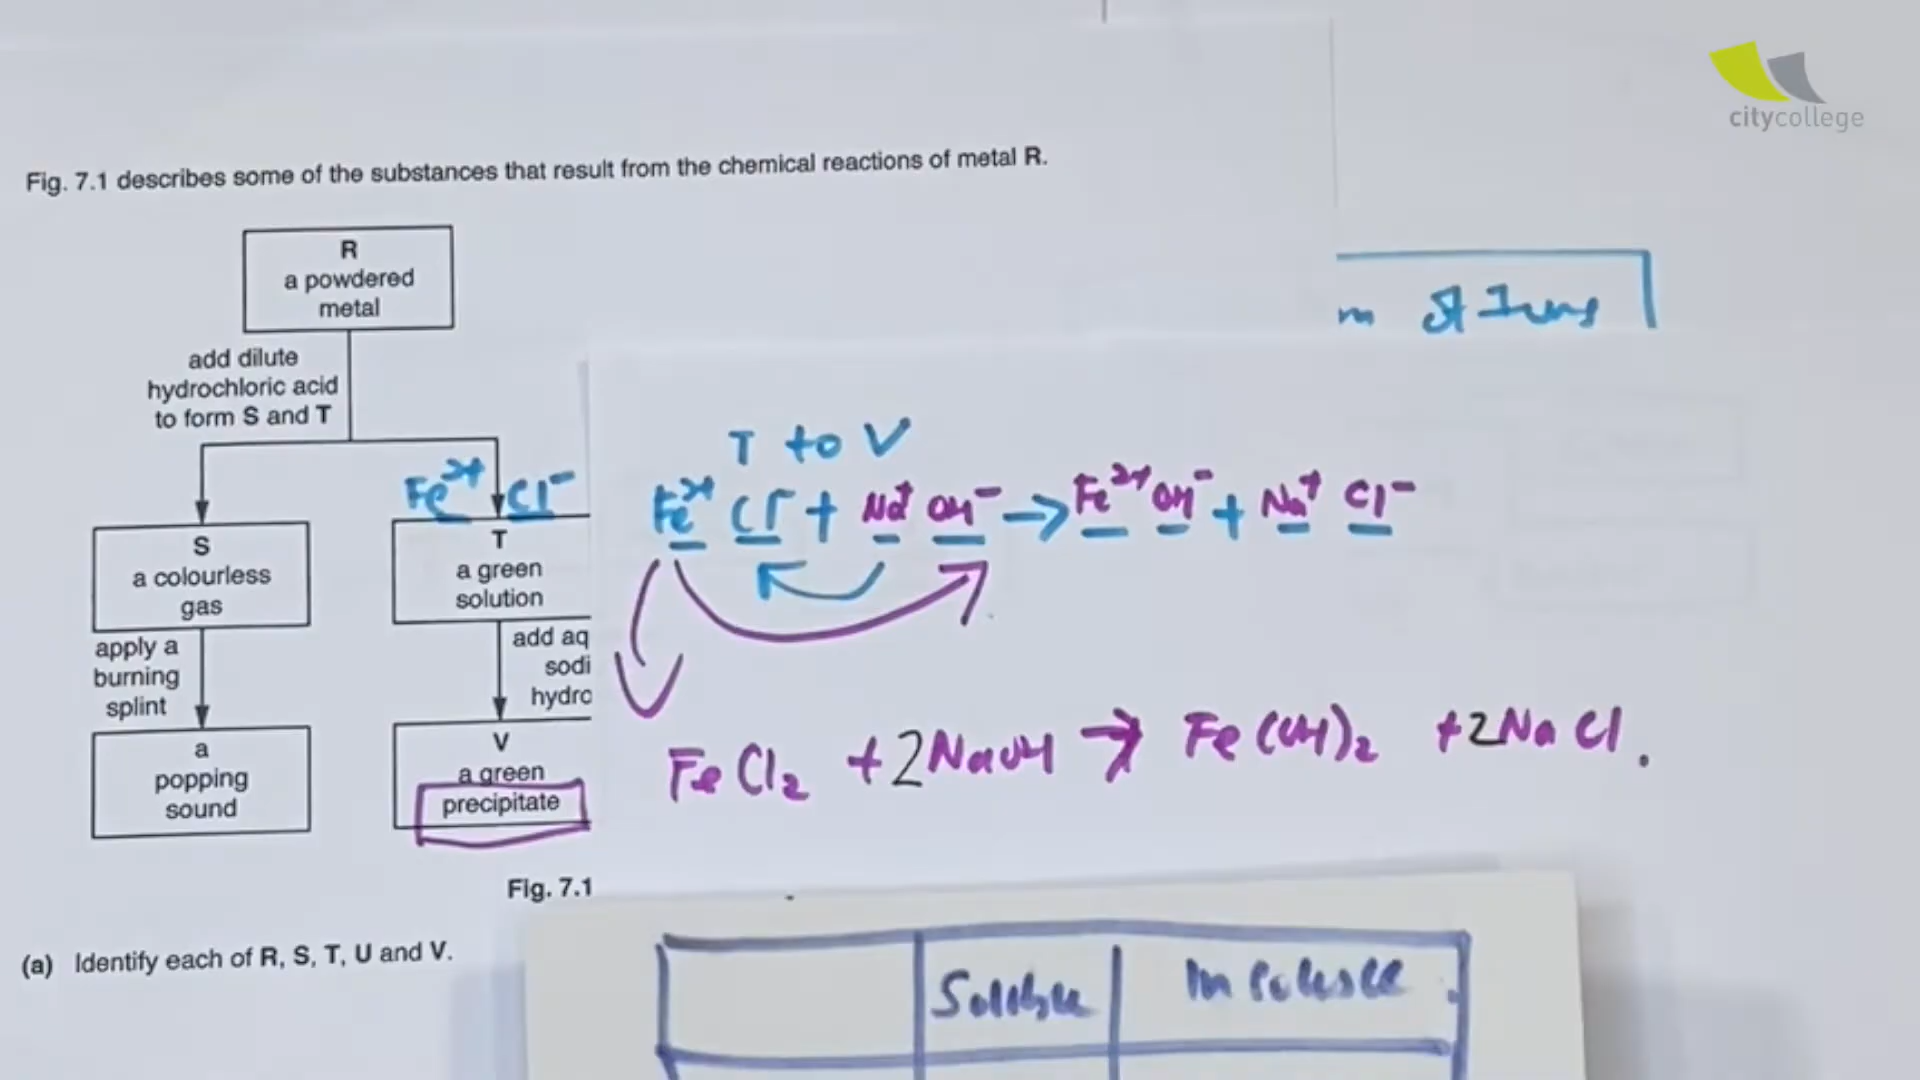 citycollege
Fig. 7.1 describes some of the substances that result from the chemical reactions of metal R.
R
a powdered
metal
add dilute
hydrochloric acid
to form S and T
Fe²⁺ Cl⁻
S
a colourless
gas
T
a green
solution
apply a
burning
splint
add aq
sodi
hydro
a
popping
sound
V
a green
precipitate
T to V
Fe²⁺ Cl⁻ + Na⁺ OH⁻ → Fe²⁺ OH⁻ + Na⁺ Cl⁻
FeCl₂ + 2NaOH → Fe(OH)₂ + 2NaCl.
Fig. 7.1
(a) Identify each of R, S, T, U and V.
Soluble